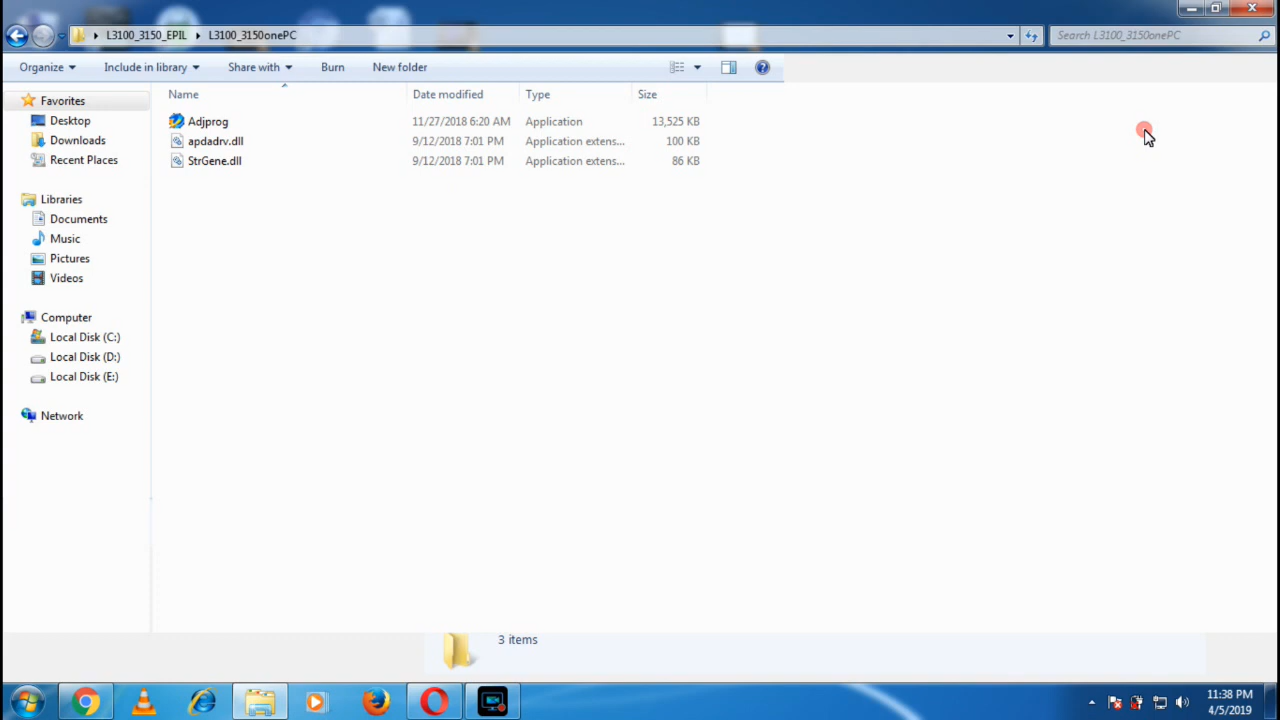 L3100_3150_EPIL L3100_3150onePC Search L3100_3150onePC
Organize Include in library Share with Burn New folder
Name Date modified Type Size
Favorites
Desktop
Downloads
Recent Places
Libraries
Documents
Music
Pictures
Videos
Computer
Local Disk (C:)
Local Disk (D:)
Local Disk (E:)
Network
Adjprog 11/27/2018 6:20 AM Application 13,525 KB
apdadrv.dll 9/12/2018 7:01 PM Application extens... 100 KB
StrGene.dll 9/12/2018 7:01 PM Application extens... 86 KB
3 items
11:38 PM
4/5/2019